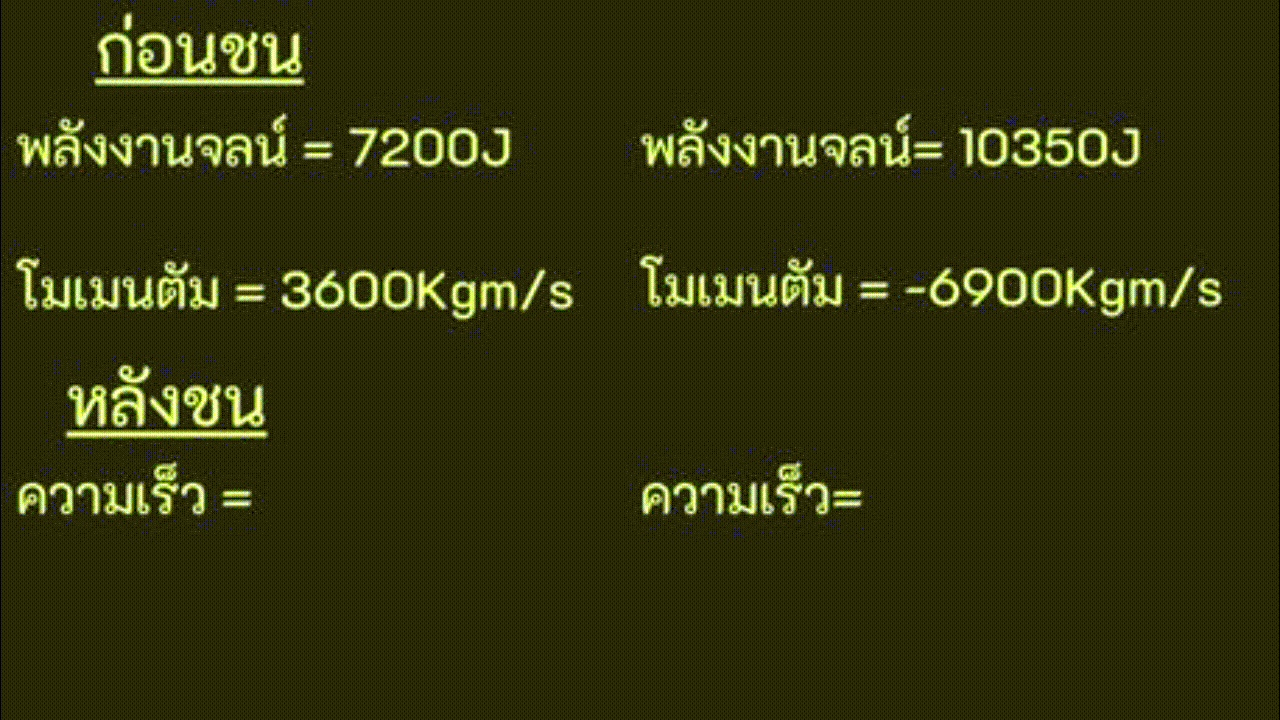 ก่อนชน
พลังงานจลน์ = 7200J พลังงานจลน์= 10350J
โมเมนตัม = 3600Kgm/s โมเมนตัม = -6900Kgm/s
หลังชน
ความเร็ว = ความเร็ว=